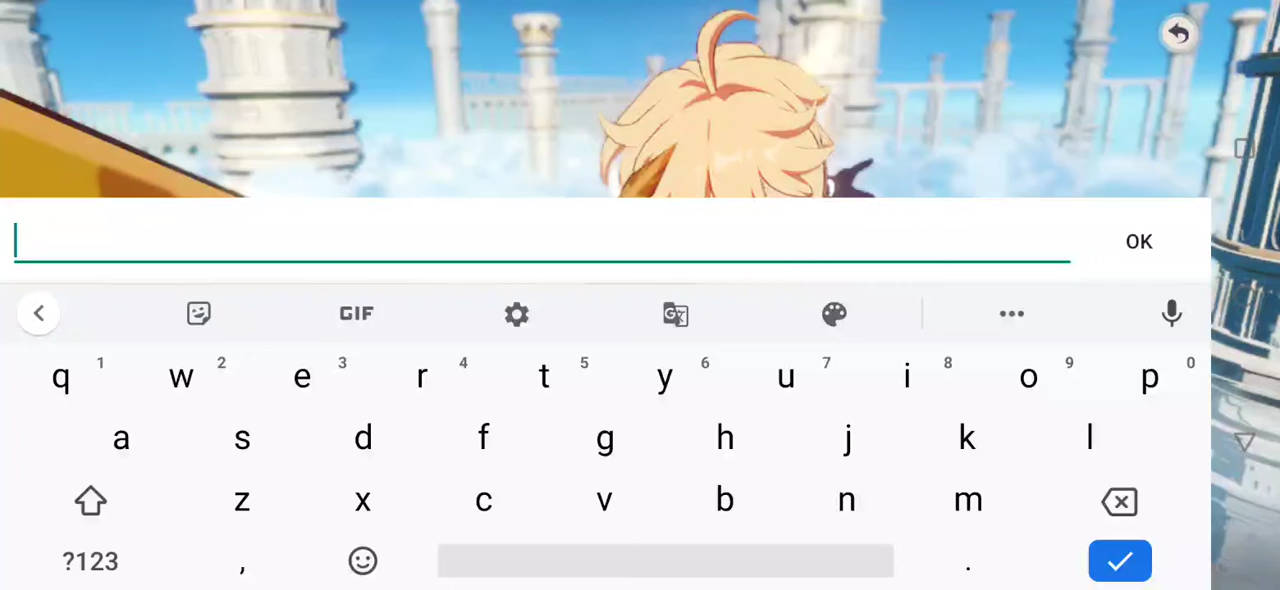 OK
GIF
q 1 w 2 e 3 r 4 t 5 y 6 u 7 i 8 o 9 p 0
a s d f g h j k l
z x c v b n m
?123 , .